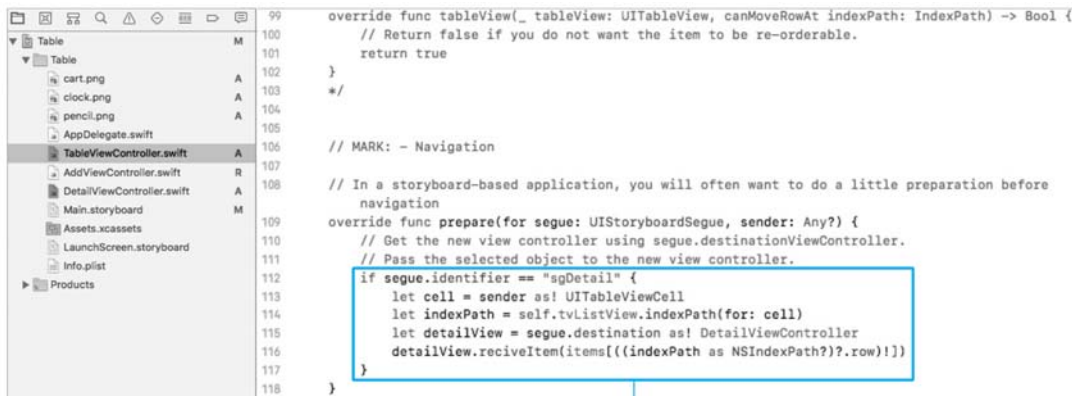 Table M
Table
cart.png A
clock.png A
pencil.png A
AppDelegate.swift
TableViewController.swift A
AddViewController.swift R
DetailViewController.swift A
Main.storyboard M
Assets.xcassets
LaunchScreen.storyboard
Info.plist
Products
99 override func tableView(_ tableView: UITableView, canMoveRowAt indexPath: IndexPath) -> Bool {
100 // Return false if you do not want the item to be re-orderable.
101 return true
102 }
103 */
104
105
106 // MARK: - Navigation
107
108 // In a storyboard-based application, you will often want to do a little preparation before
navigation
109 override func prepare(for segue: UIStoryboardSegue, sender: Any?) {
110 // Get the new view controller using segue.destinationViewController.
111 // Pass the selected object to the new view controller.
112 if segue.identifier == "sgDetail" {
113 let cell = sender as! UITableViewCell
114 let indexPath = self.tvListView.indexPath(for: cell)
115 let detailView = segue.destination as! DetailViewController
116 detailView.reciveItem(items[((indexPath as NSIndexPath?)?.row)!])
117 }
118 }